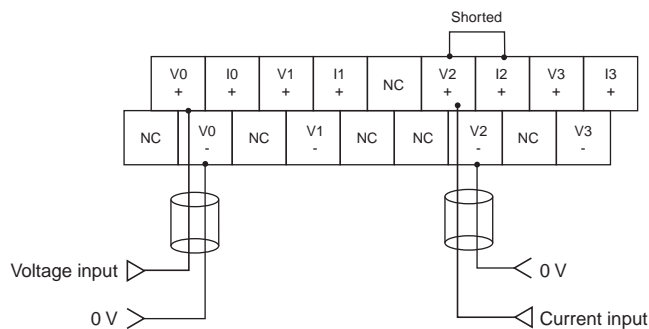 Shorted
V0 + I0 + V1 + I1 + NC V2 + I2 + V3 + I3 +
NC V0 - NC V1 - NC NC V2 - NC V3 -
Voltage input
0 V
0 V
Current input